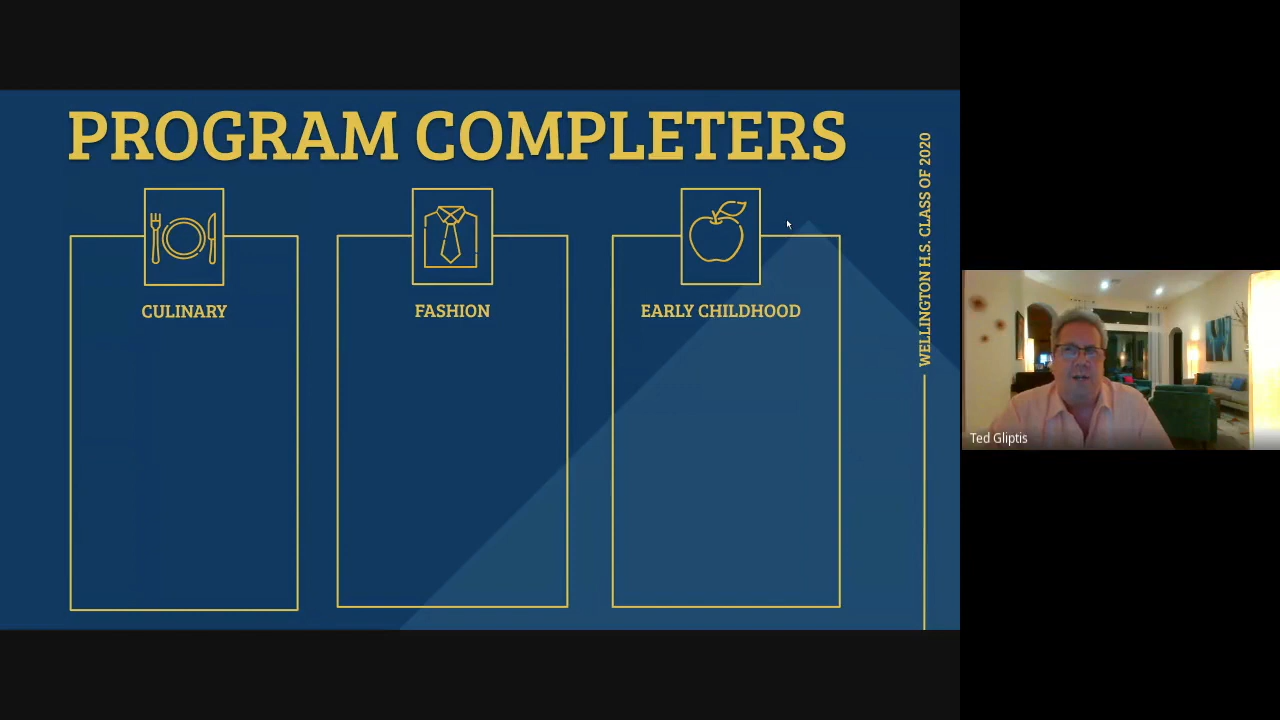 PROGRAM COMPLETERS
CULINARY
FASHION
EARLY CHILDHOOD
WELLINGTON H.S. CLASS OF 2020
Ted Gliptis